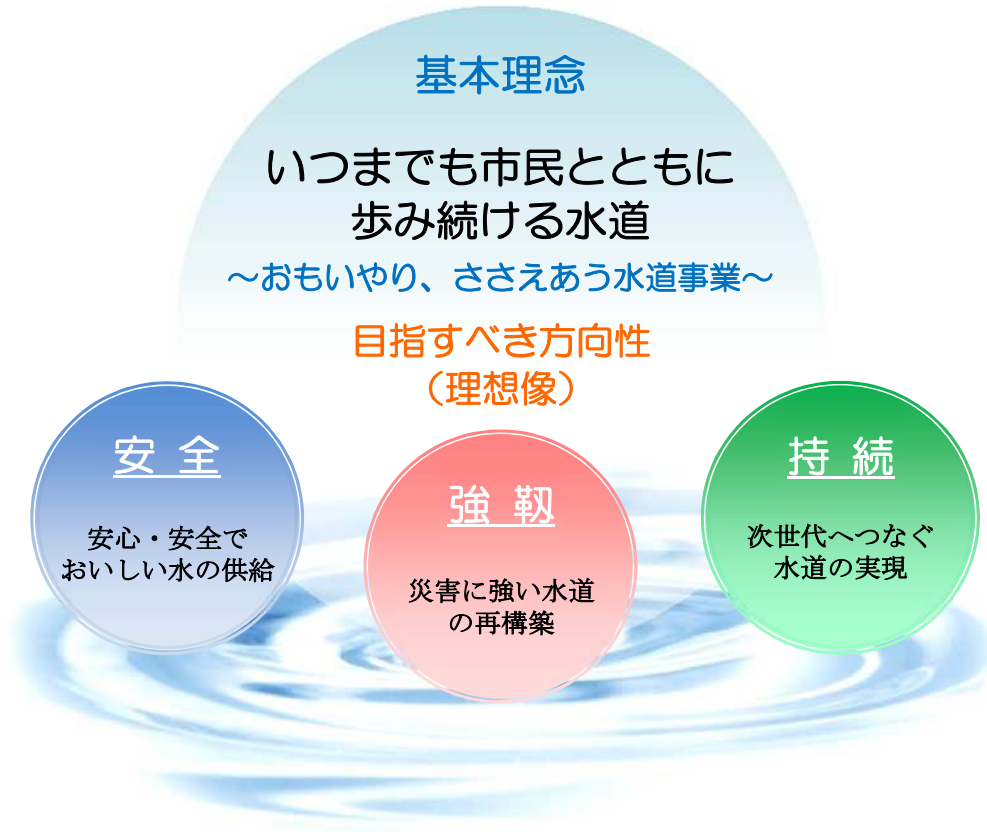 基本理念
いつまでも市民とともに
歩み続ける水道
～おもいやり、ささえあう水道事業～
目指すべき方向性
（理想像）
安 全
安心・安全で
おいしい水の供給
強 靱
災害に強い水道
の再構築
持 続
次世代へつなぐ
水道の実現